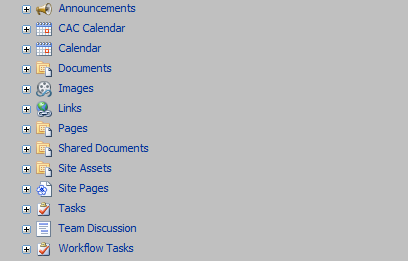 Announcements
CAC Calendar
Calendar
Documents
Images
Links
Pages
Shared Documents
Site Assets
Site Pages
Tasks
Team Discussion
Workflow Tasks